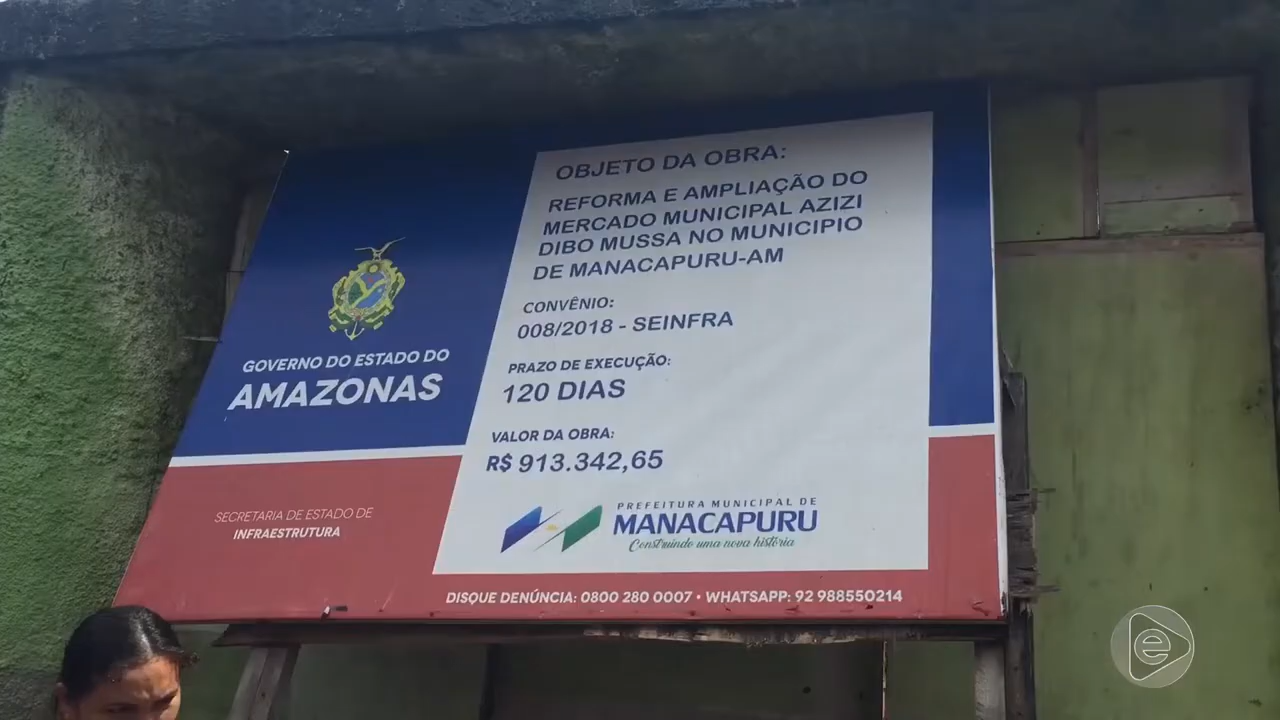 OBJETO DA OBRA:
REFORMA E AMPLIAÇÃO DO
MERCADO MUNICIPAL AZIZI
DIBO MUSSA NO MUNICIPIO
DE MANACAPURU-AM
CONVÊNIO:
008/2018 - SEINFRA
PRAZO DE EXECUÇÃO:
120 DIAS
VALOR DA OBRA:
R$ 913.342,65
PREFEITURA MUNICIPAL DE
MANACAPURU
Construindo uma nova história
GOVERNO DO ESTADO DO
AMAZONAS
SECRETARIA DE ESTADO DE
INFRAESTRUTURA
DISQUE DENÚNCIA: 0800 280 0007 • WHATSAPP: 92 988550214
e